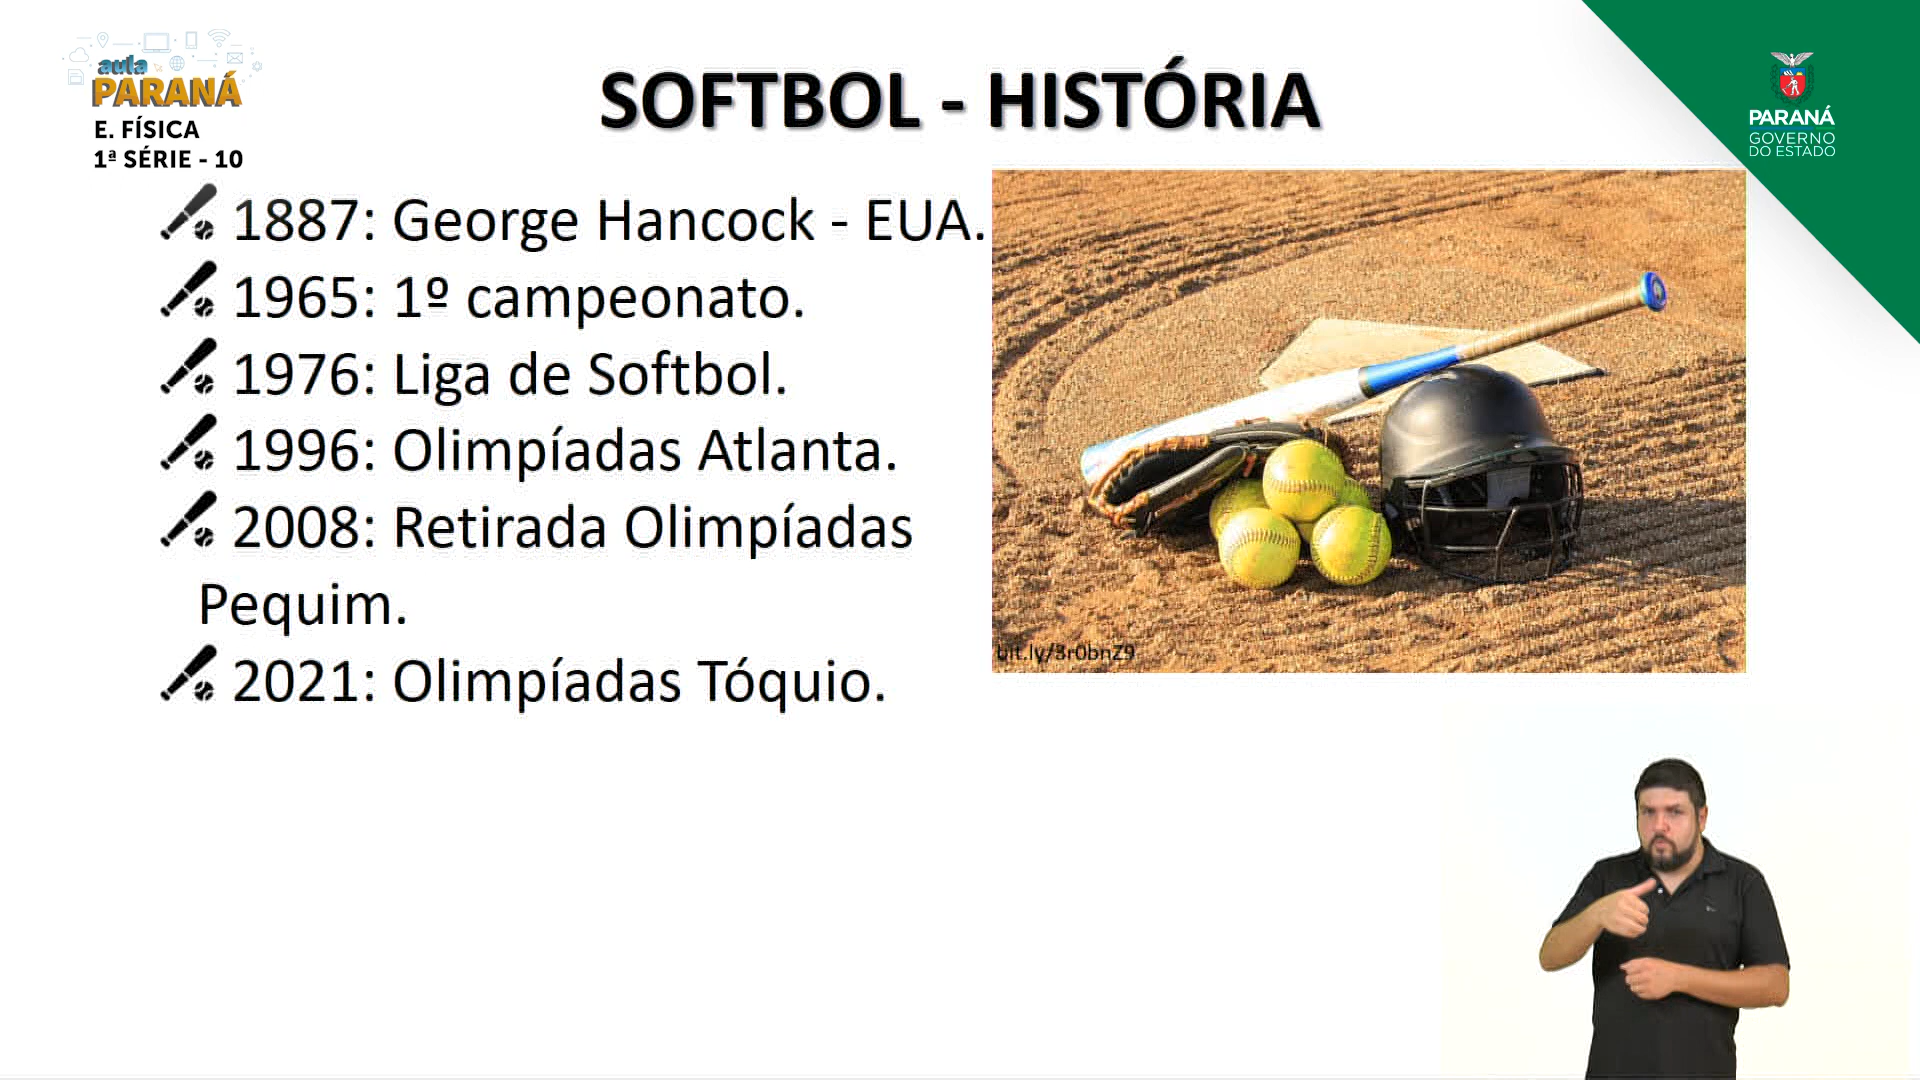 aula
PARANÁ
E. FÍSICA
1ª SÉRIE - 10
SOFTBOL - HISTÓRIA
PARANÁ
GOVERNO
DO ESTADO
1887: George Hancock - EUA.
1965: 1º campeonato.
1976: Liga de Softbol.
1996: Olimpíadas Atlanta.
2008: Retirada Olimpíadas
Pequim.
2021: Olimpíadas Tóquio.
bit.ly/3r0bnZ9